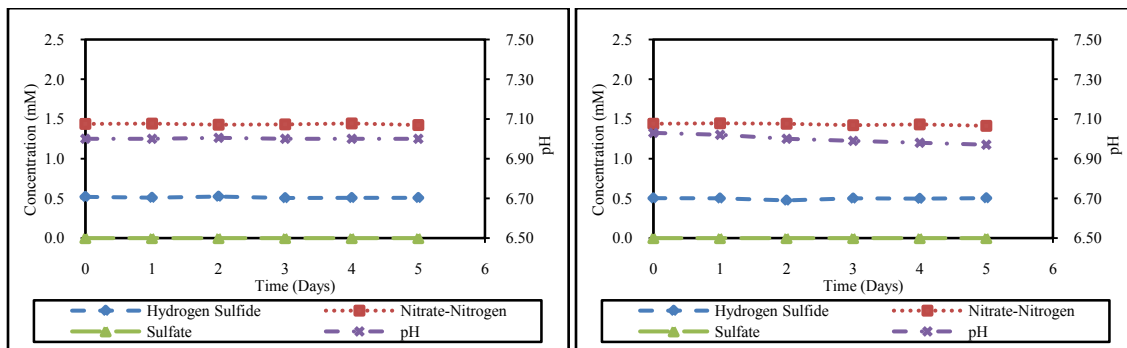 2.5
2.0
1.5
1.0
0.5
0.0
Concentration (mM)
7.50
7.30
7.10
6.90
6.70
6.50
pH
0 1 2 3 4 5 6
Time (Days)
Hydrogen Sulfide Nitrate-Nitrogen
Sulfate pH
2.5
2.0
1.5
1.0
0.5
0.0
Concentration (mM)
7.50
7.30
7.10
6.90
6.70
6.50
pH
0 1 2 3 4 5 6
Time (Days)
Hydrogen Sulfide Nitrate-Nitrogen
Sulfate pH